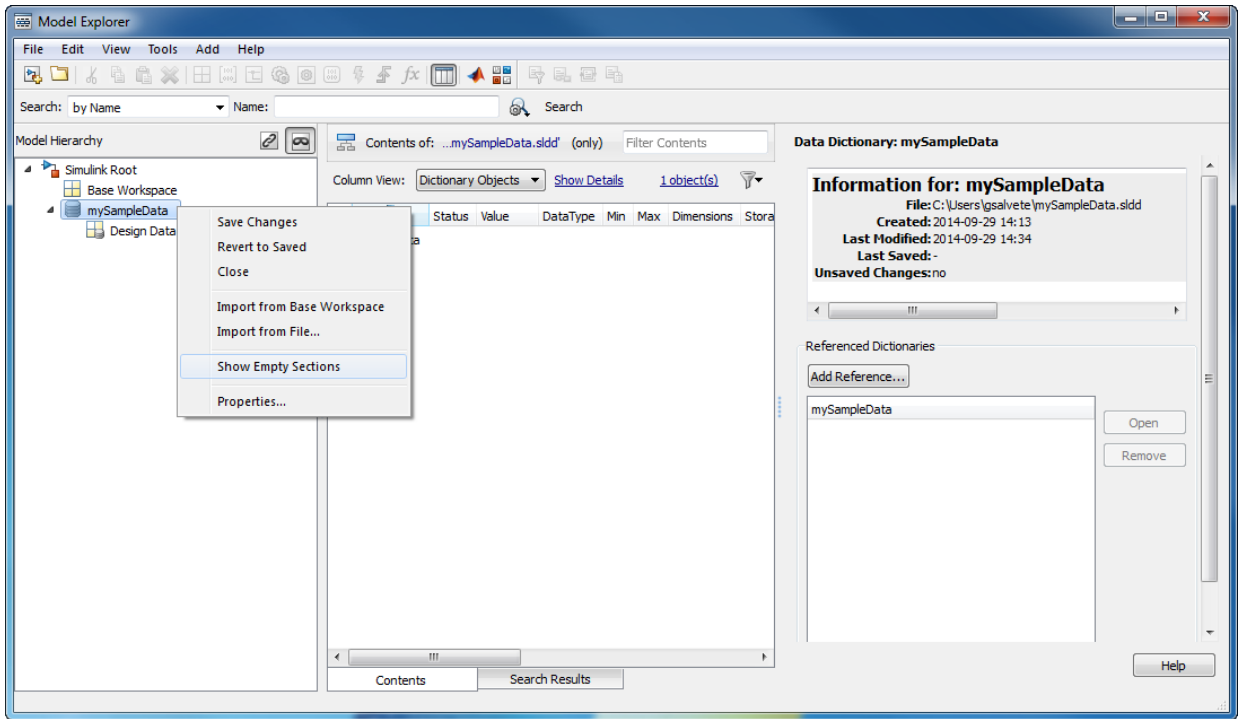 Model Explorer
File Edit View Tools Add Help
fx
Search: by Name Name: Search
Model Hierarchy
Simulink Root
Base Workspace
mySampleData
Design Data
Save Changes
Revert to Saved
Close
Import from Base Workspace
Import from File...
Show Empty Sections
Properties...
Contents of: ...mySampleData.sldd' (only) Filter Contents
Column View: Dictionary Objects Show Details 1 object(s)
Status Value DataType Min Max Dimensions Stora
Contents Search Results
Data Dictionary: mySampleData
Information for: mySampleData
File: C:\Users\gsalvete\mySampleData.sldd
Created: 2014-09-29 14:13
Last Modified: 2014-09-29 14:34
Last Saved: -
Unsaved Changes: no
Referenced Dictionaries
Add Reference...
mySampleData
Open
Remove
Help